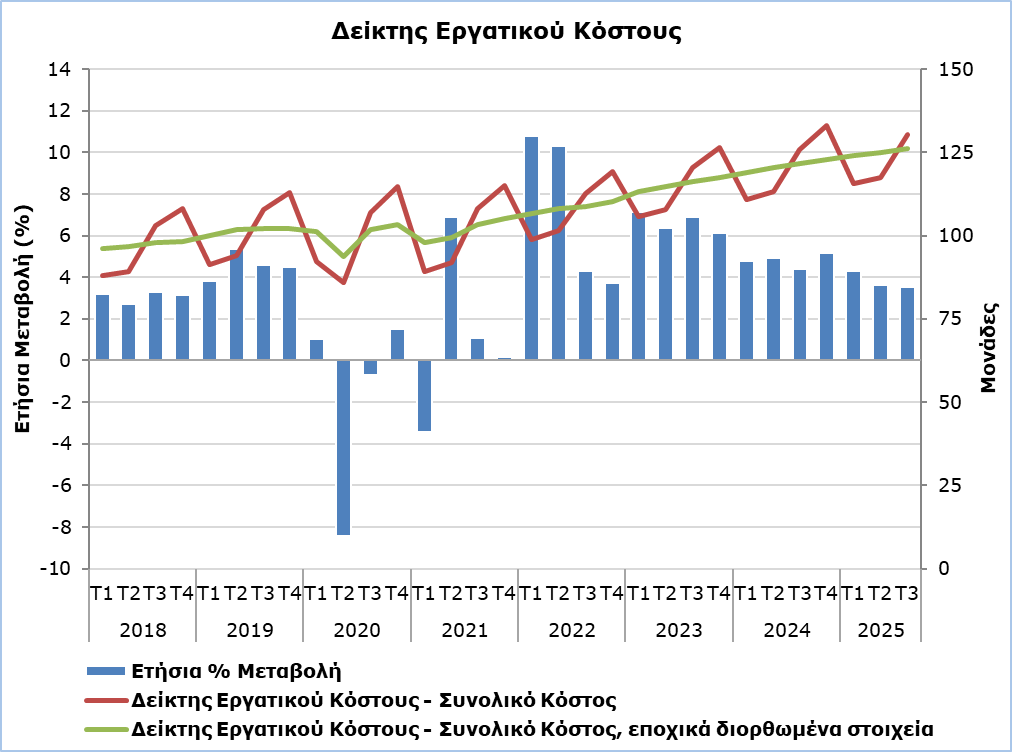 Δείκτης Εργατικού Κόστους
Ετήσια Μεταβολή (%)
14
12
10
8
6
4
2
0
-2
-4
-6
-8
-10
150
125
100
75
50
25
0
Μονάδες
Τ1 Τ2 Τ3 Τ4 Τ1 Τ2 Τ3 Τ4 Τ1 Τ2 Τ3 Τ4 Τ1 Τ2 Τ3 Τ4 Τ1 Τ2 Τ3 Τ4 Τ1 Τ2 Τ3 Τ4 Τ1 Τ2 Τ3 Τ4 Τ1 Τ2 Τ3
2018 2019 2020 2021 2022 2023 2024 2025
Ετήσια % Μεταβολή
Δείκτης Εργατικού Κόστους - Συνολικό Κόστος
Δείκτης Εργατικού Κόστους - Συνολικό Κόστος, εποχικά διορθωμένα στοιχεία